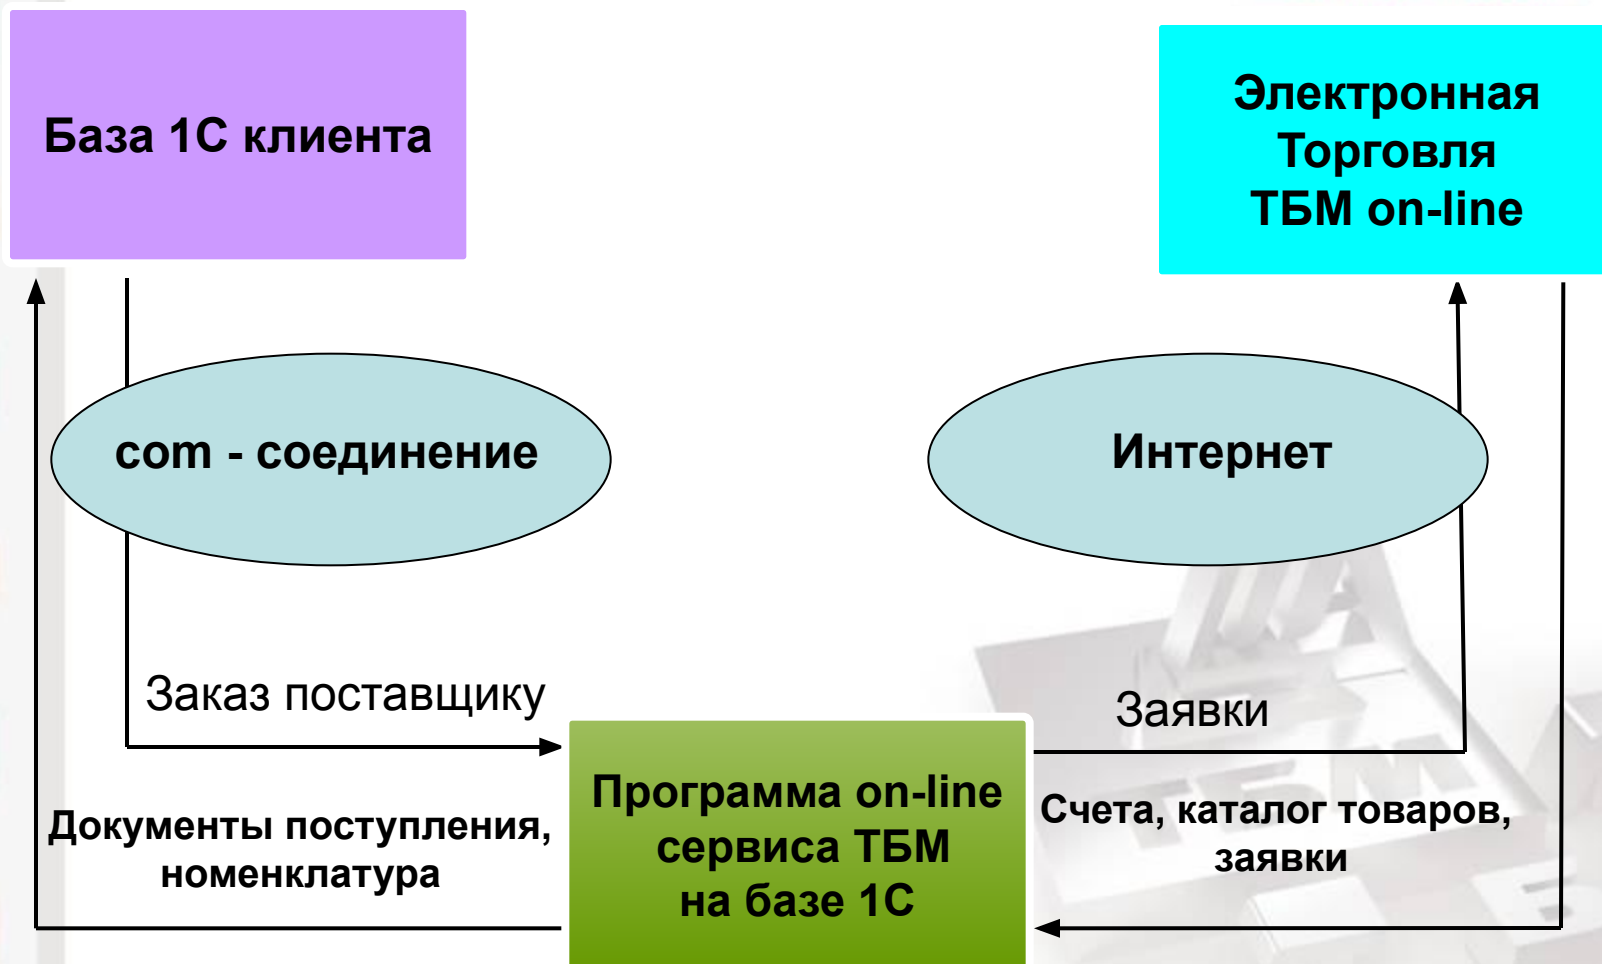 База 1С клиента
Электронная
Торговля
ТБМ on-line
com - соединение
Интернет
Заказ поставщику
Заявки
Программа on-line
сервиса ТБМ
на базе 1С
Документы поступления,
номенклатура
Счета, каталог товаров,
заявки
ТБМ